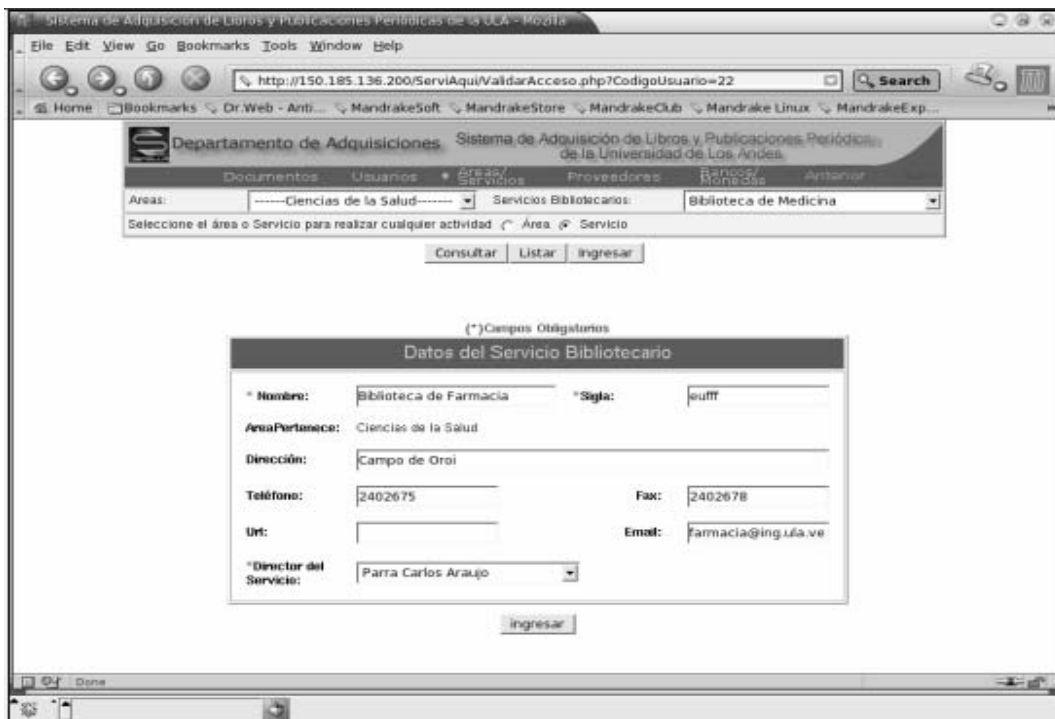 Sistema de Adquisición de Libros y Publicaciones Periódicas de la ULA - Mozilla
File Edit View Go Bookmarks Tools Window Help
http://150.185.136.200/ServiAqui/ValidarAcceso.php?CodigoUsuario=22 Search
Home Bookmarks Dr.Web - Anti... MandrakeSoft MandrakeStore MandrakeClub Mandrake Linux MandrakeExp...
Departamento de Adquisiciones Sistema de Adquisición de Libros y Publicaciones Periódicas
de la Universidad de Los Andes
Documentos Usuarios Áreas/Servicios Proveedores Bancos/Monedas Anterior
Areas: ------Ciencias de la Salud------- Servicios Bibliotecarios: Biblioteca de Medicina
Seleccione el área o Servicio para realizar cualquier actividad Área Servicio
Consultar Listar Ingresar
(*)Campos Obligatorios
Datos del Servicio Bibliotecario
* Nombre: Biblioteca de Farmacia *Sigla: eufff
AreaPertenece: Ciencias de la Salud
Dirección: Campo de Oroi
Teléfono: 2402675 Fax: 2402678
Url: Email: farmacia@ing.ula.ve
*Director del Servicio: Parra Carlos Araujo
ingresar
Done